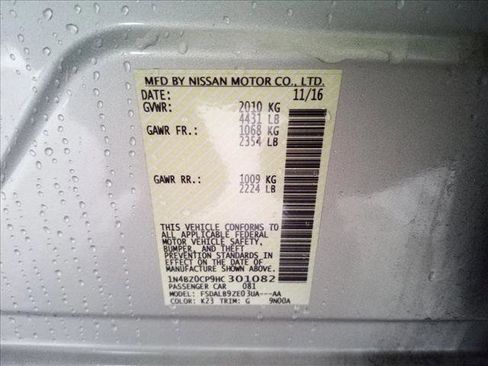 MFD BY NISSAN MOTOR CO., LTD.
DATE: 11/16
GVWR: 2010 KG
4431 LB
GAWR FR.: 1068 KG
2354 LB
GAWR RR.: 1009 KG
2224 LB
THIS VEHICLE CONFORMS TO
ALL APPLICABLE FEDERAL
MOTOR VEHICLE SAFETY,
BUMPER, AND THEFT
PREVENTION STANDARDS IN
EFFECT ON THE DATE OF
MANUFACTURE SHOWN ABOVE.
1N4BZ0CP9HC301082
PASSENGER CAR 081
MODEL: FSDALB9ZE03UA---AA
COLOR: K23 TRIM: G 9N00A